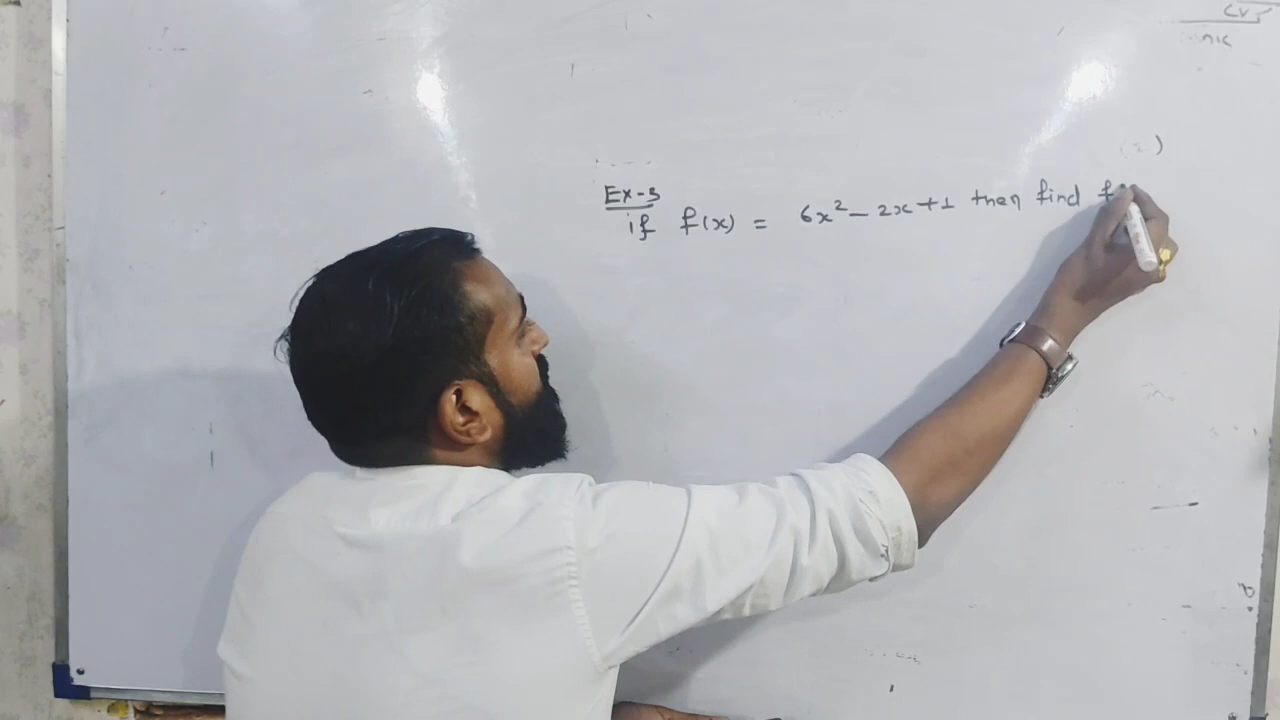 Ex-3
if f(x) = 6x² - 2x + 1 then find f